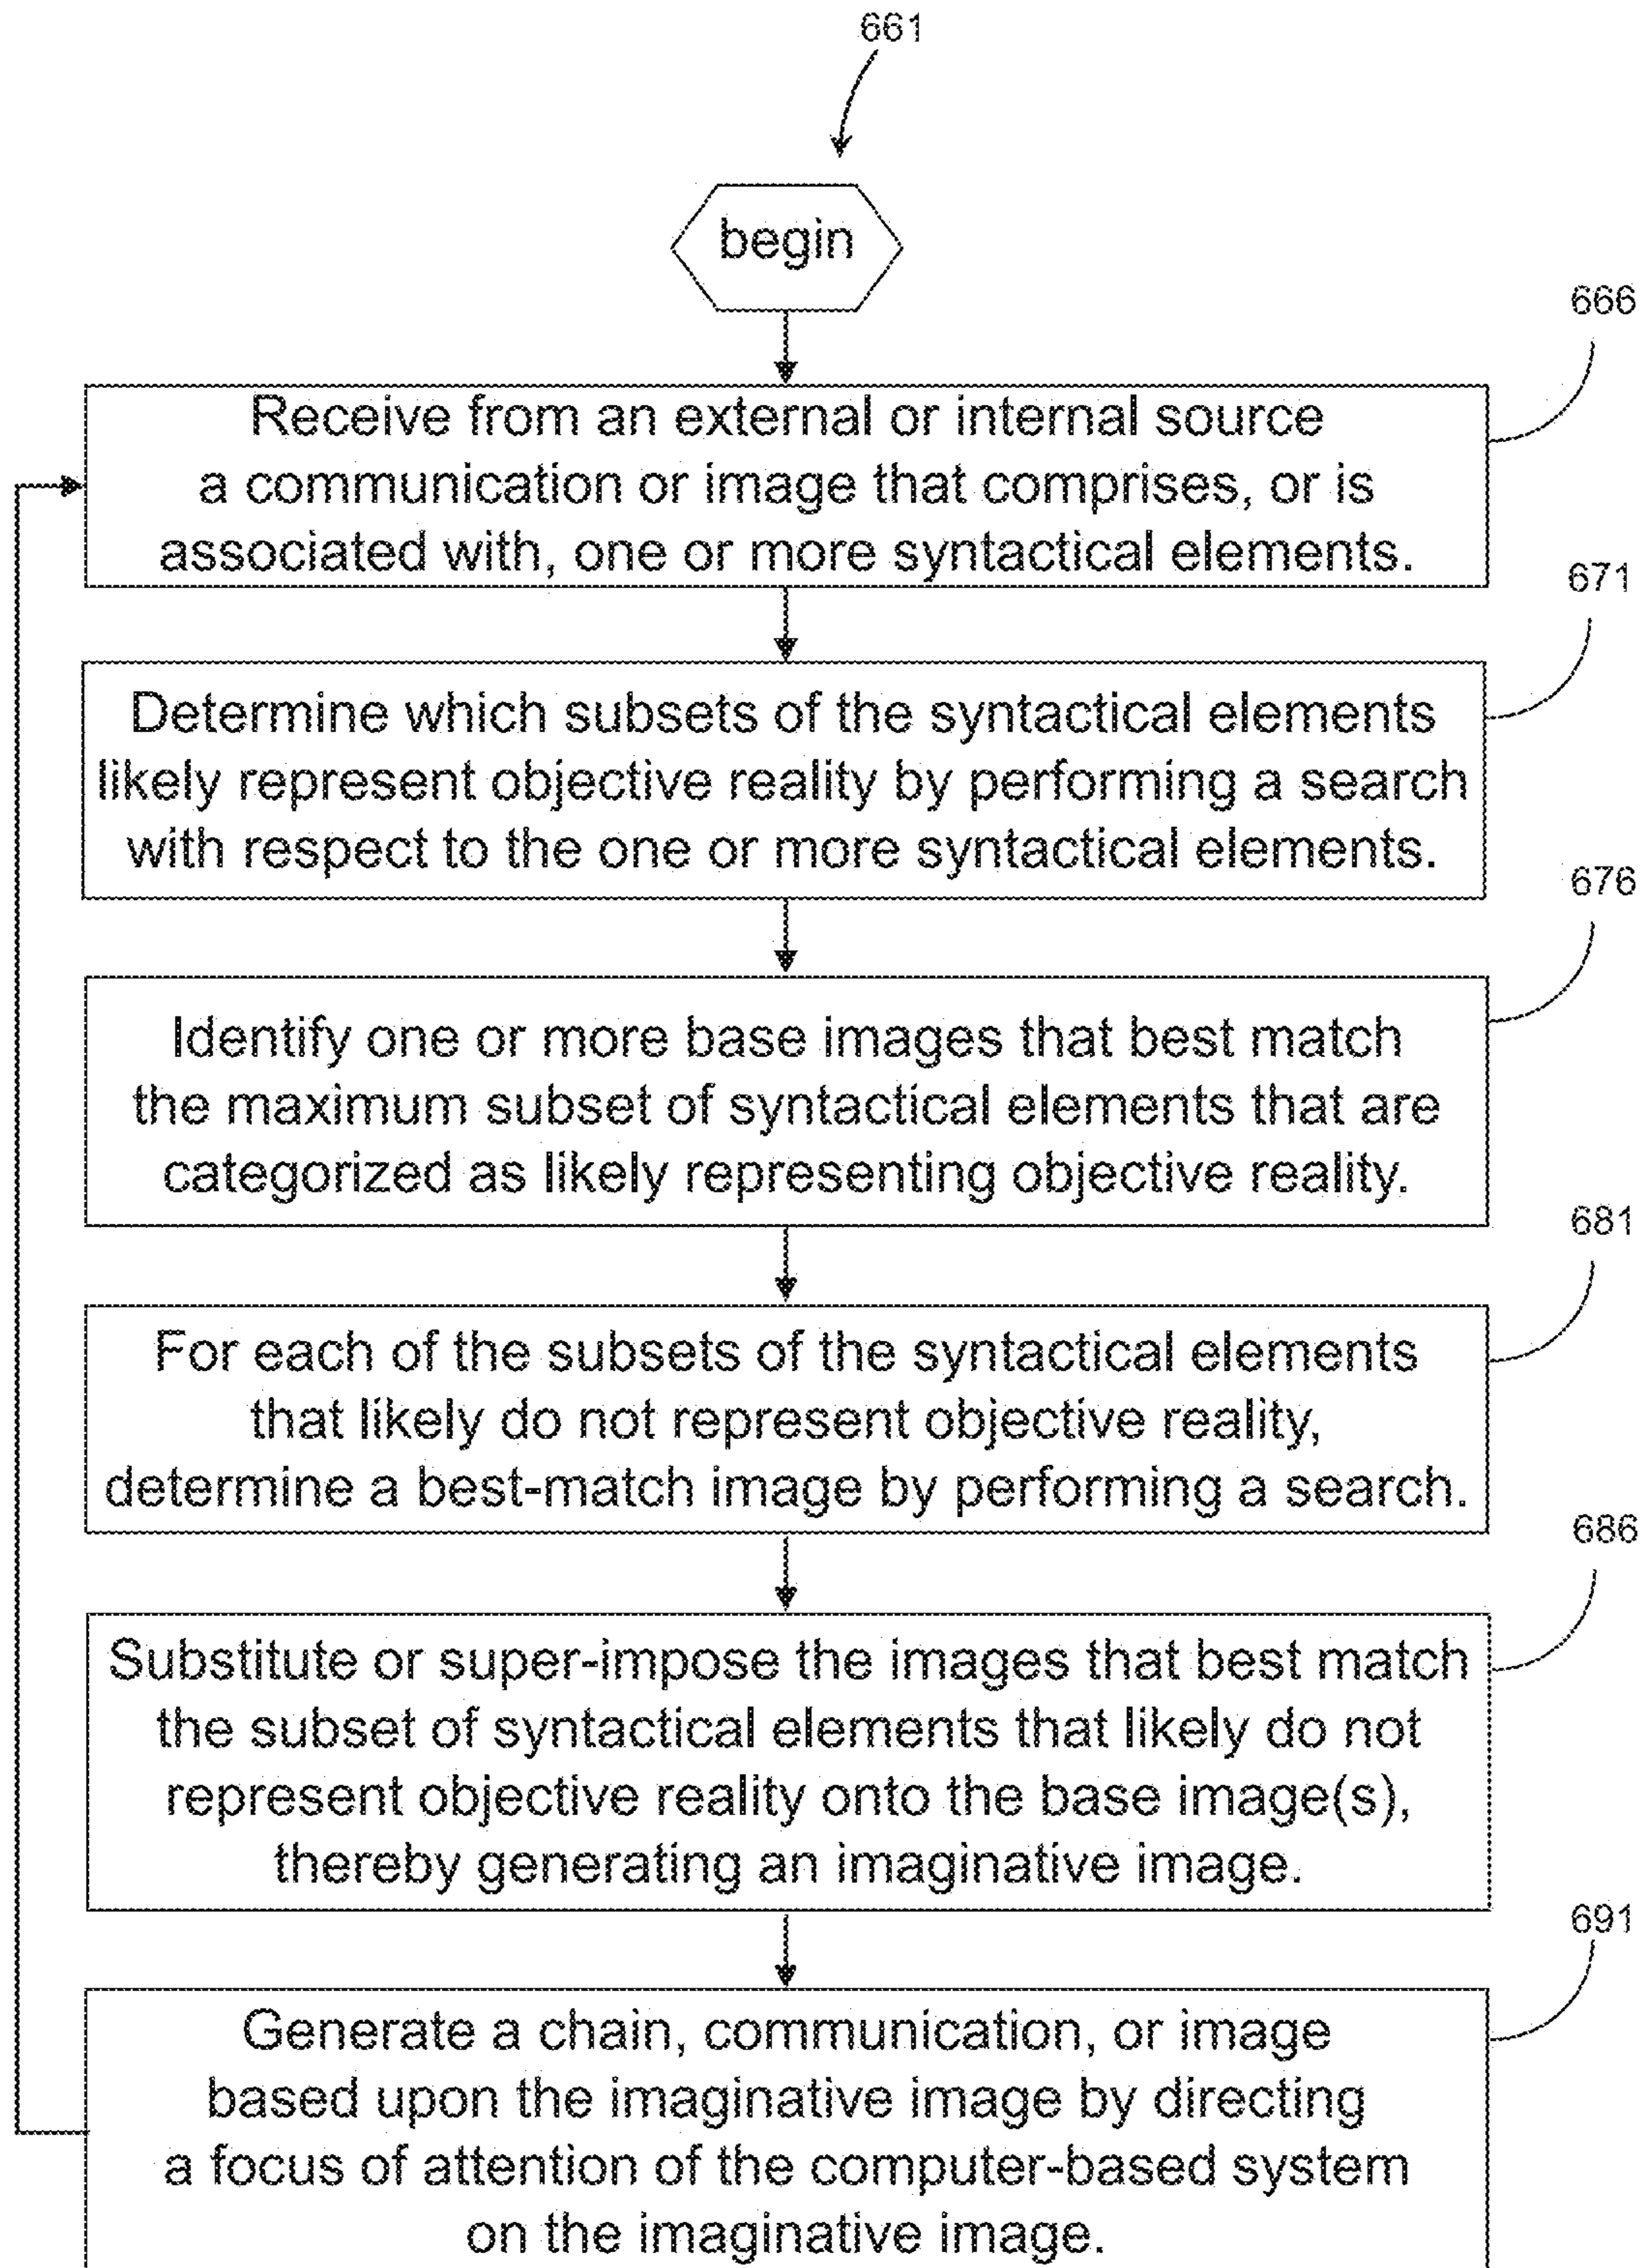 661
begin
666
Receive from an external or internal source
a communication or image that comprises, or is
associated with, one or more syntactical elements.
671
Determine which subsets of the syntactical elements
likely represent objective reality by performing a search
with respect to the one or more syntactical elements.
676
Identify one or more base images that best match
the maximum subset of syntactical elements that are
categorized as likely representing objective reality.
681
For each of the subsets of the syntactical elements
that likely do not represent objective reality,
determine a best-match image by performing a search.
686
Substitute or super-impose the images that best match
the subset of syntactical elements that likely do not
represent objective reality onto the base image(s),
thereby generating an imaginative image.
691
Generate a chain, communication, or image
based upon the imaginative image by directing
a focus of attention of the computer-based system
on the imaginative image.